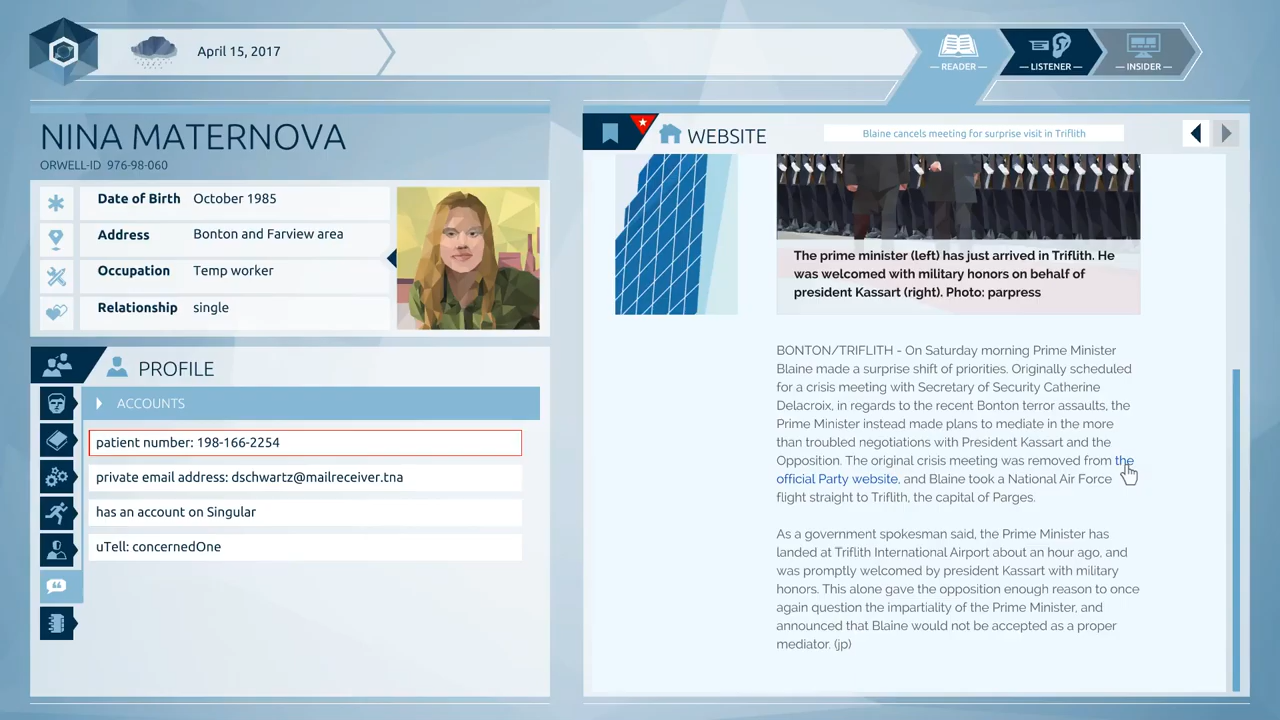 April 15, 2017
— READER —
— LISTENER —
— INSIDER —
NINA MATERNOVA
ORWELL-ID 976-98-060
Date of Birth October 1985
Address Bonton and Farview area
Occupation Temp worker
Relationship single
PROFILE
ACCOUNTS
patient number: 198-166-2254
private email address: dschwartz@mailreceiver.tna
has an account on Singular
uTell: concernedOne
WEBSITE
Blaine cancels meeting for surprise visit in Triflith
The prime minister (left) has just arrived in Triflith. He
was welcomed with military honors on behalf of
president Kassart (right). Photo: parpress
BONTON/TRIFLITH - On Saturday morning Prime Minister
Blaine made a surprise shift of priorities. Originally scheduled
for a crisis meeting with Secretary of Security Catherine
Delacroix, in regards to the recent Bonton terror assaults, the
Prime Minister instead made plans to mediate in the more
than troubled negotiations with President Kassart and the
Opposition. The original crisis meeting was removed from the
official Party website, and Blaine took a National Air Force
flight straight to Triflith, the capital of Parges.
As a government spokesman said, the Prime Minister has
landed at Triflith International Airport about an hour ago, and
was promptly welcomed by president Kassart with military
honors. This alone gave the opposition enough reason to once
again question the impartiality of the Prime Minister, and
announced that Blaine would not be accepted as a proper
mediator. (jp)